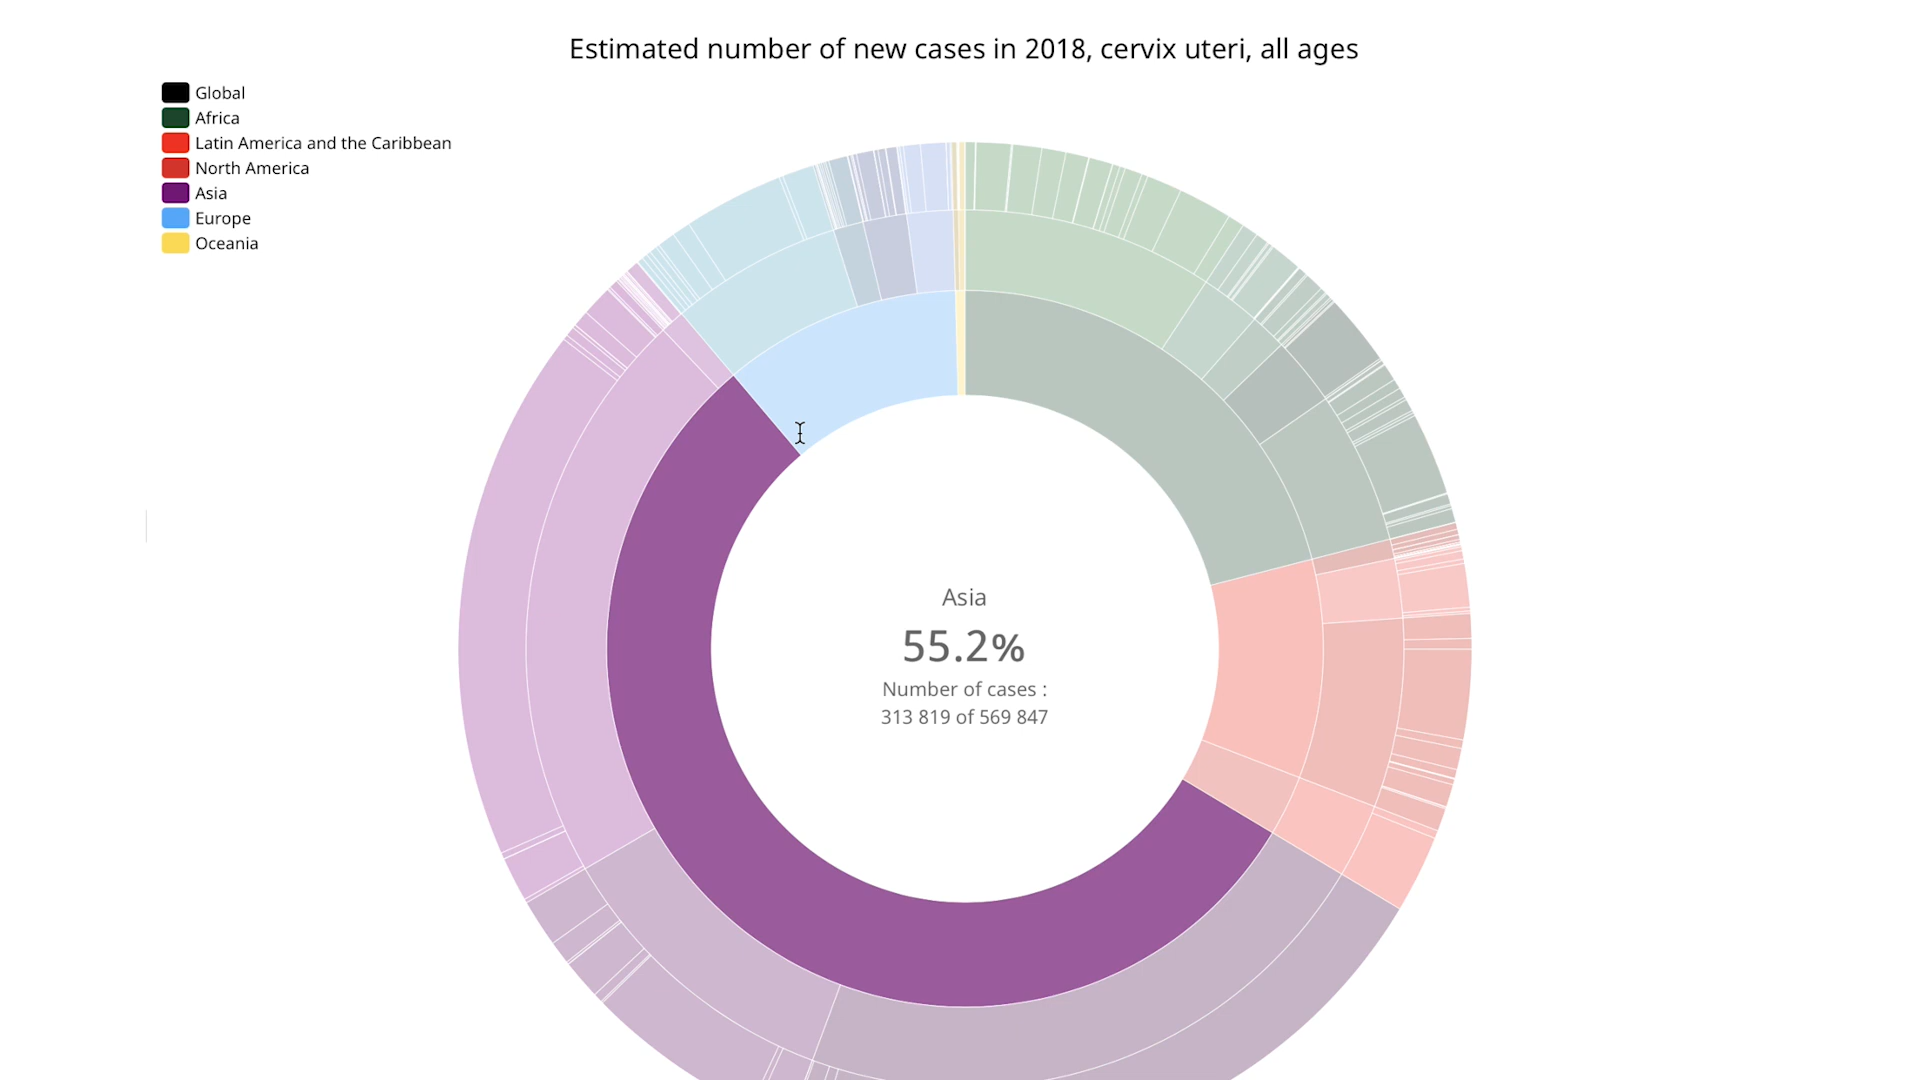 Estimated number of new cases in 2018, cervix uteri, all ages
Global
Africa
Latin America and the Caribbean
North America
Asia
Europe
Oceania
Asia
55.2%
Number of cases :
313 819 of 569 847